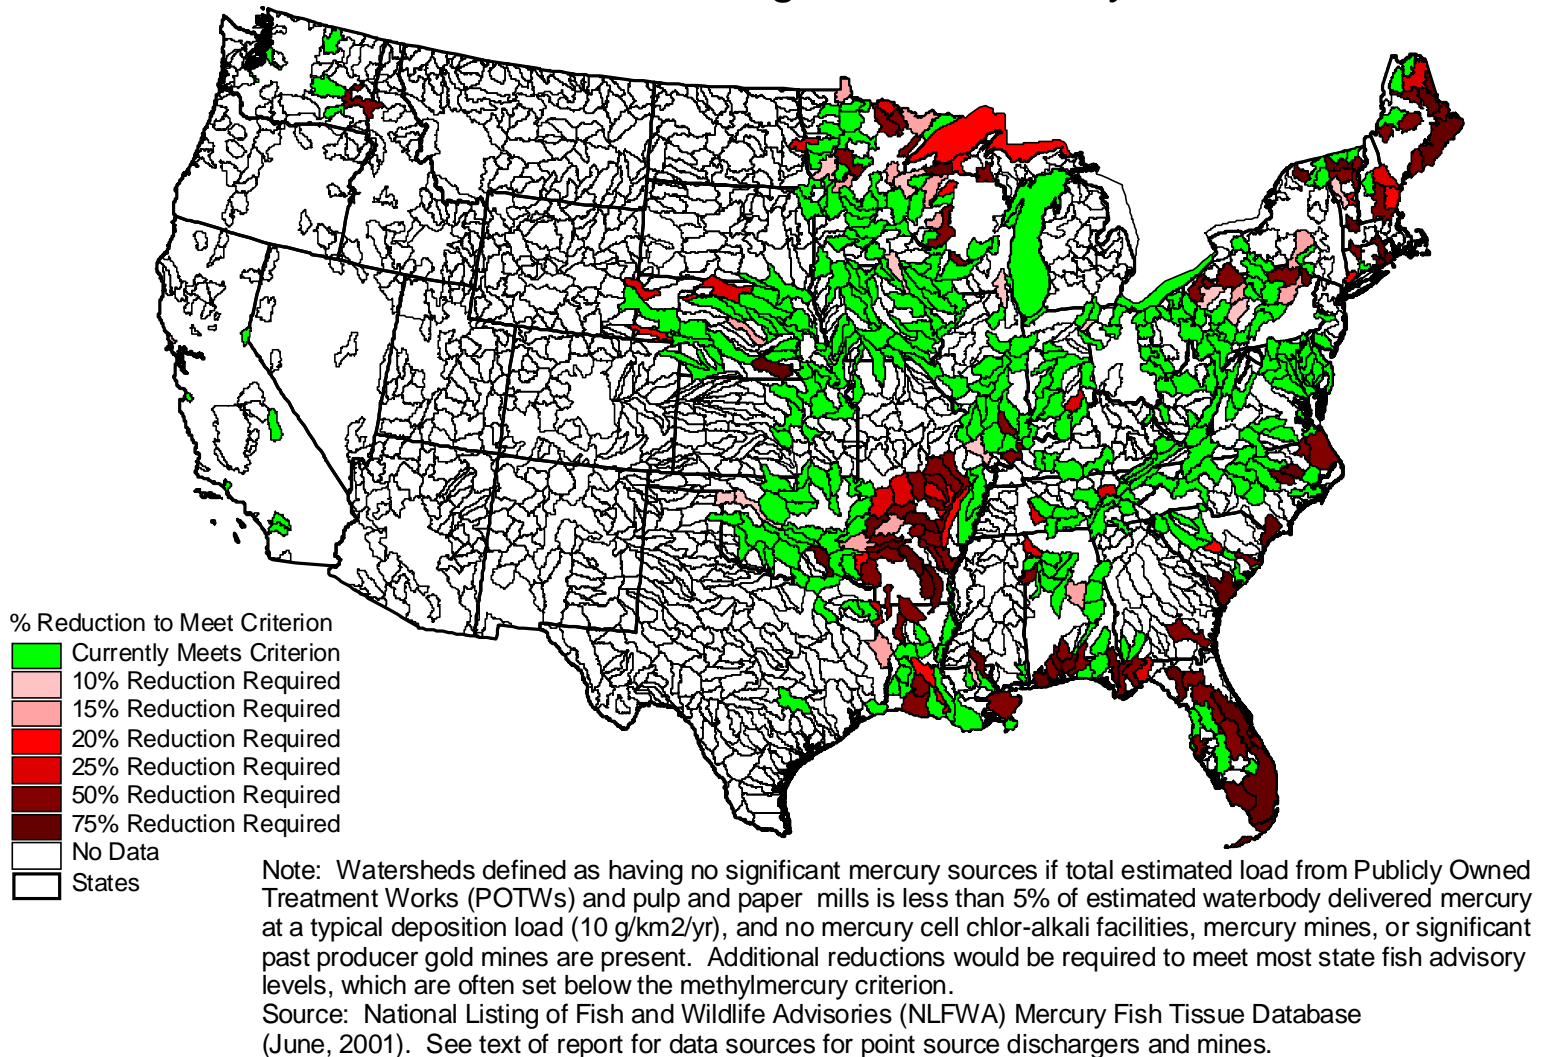 % Reduction to Meet Criterion
Currently Meets Criterion
10% Reduction Required
15% Reduction Required
20% Reduction Required
25% Reduction Required
50% Reduction Required
75% Reduction Required
No Data
States
Note: Watersheds defined as having no significant mercury sources if total estimated load from Publicly Owned
Treatment Works (POTWs) and pulp and paper mills is less than 5% of estimated waterbody delivered mercury
at a typical deposition load (10 g/km2/yr), and no mercury cell chlor-alkali facilities, mercury mines, or significant
past producer gold mines are present. Additional reductions would be required to meet most state fish advisory
levels, which are often set below the methylmercury criterion.
Source: National Listing of Fish and Wildlife Advisories (NLFWA) Mercury Fish Tissue Database
(June, 2001). See text of report for data sources for point source dischargers and mines.